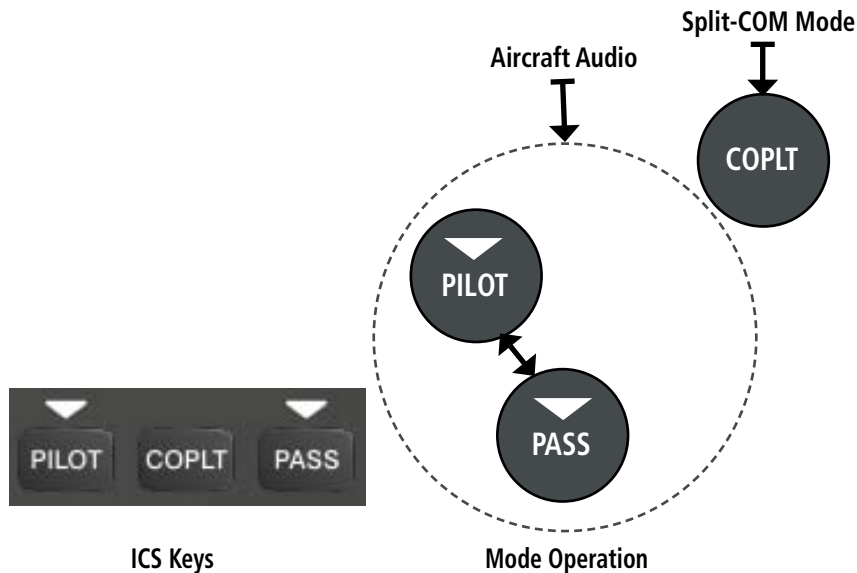 Split-COM Mode
Aircraft Audio
COPLT
PILOT
PASS
PILOT COPLT PASS
ICS Keys
Mode Operation